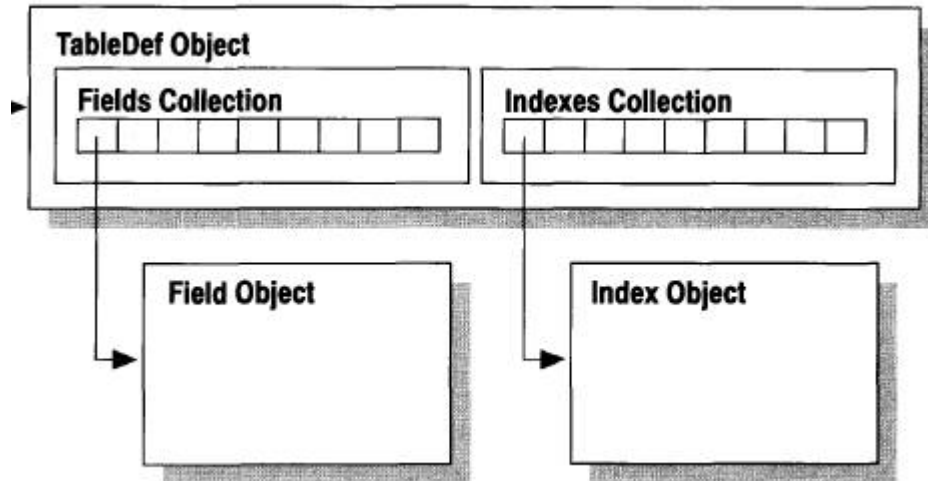 TableDef Object
Fields Collection
Indexes Collection
Field Object
Index Object